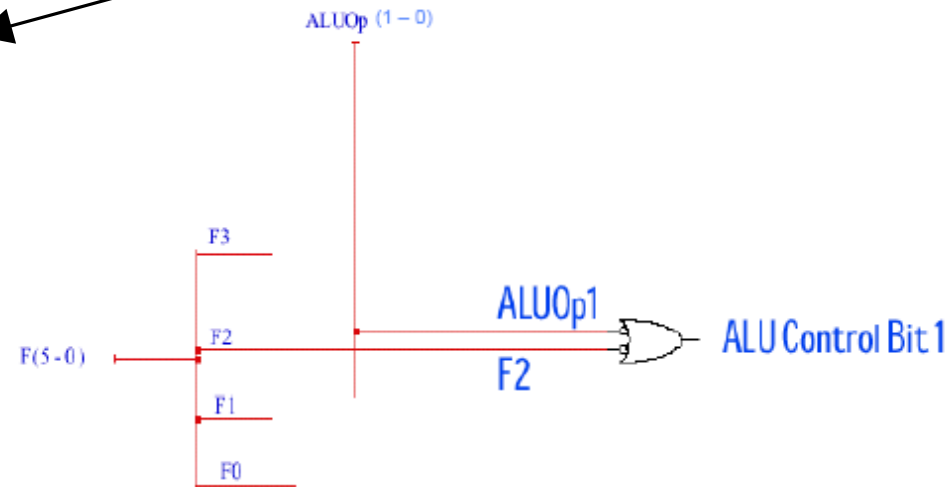 ALUOp (1 – 0)
F3
ALUOp1
F2
ALU Control Bit 1
F(5 - 0)
F2
F1
F0